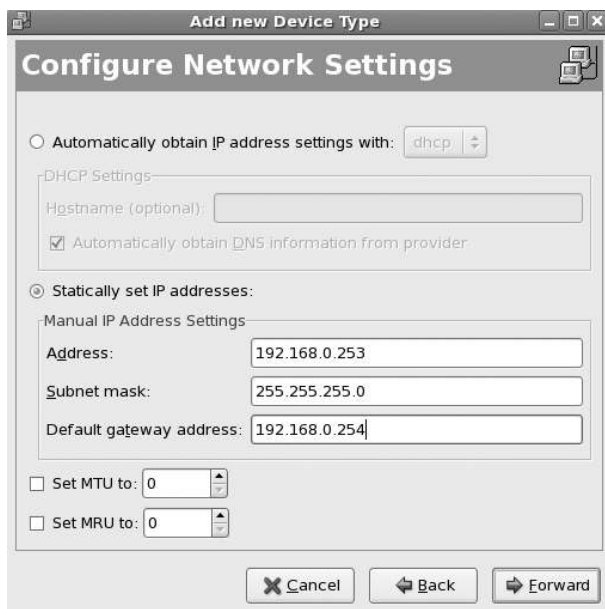 Add new Device Type
Configure Network Settings
Automatically obtain IP address settings with: dhcp
DHCP Settings
Hostname (optional):
Automatically obtain DNS information from provider
Statically set IP addresses:
Manual IP Address Settings
Address: 192.168.0.253
Subnet mask: 255.255.255.0
Default gateway address: 192.168.0.254
Set MTU to: 0
Set MRU to: 0
Cancel Back Forward